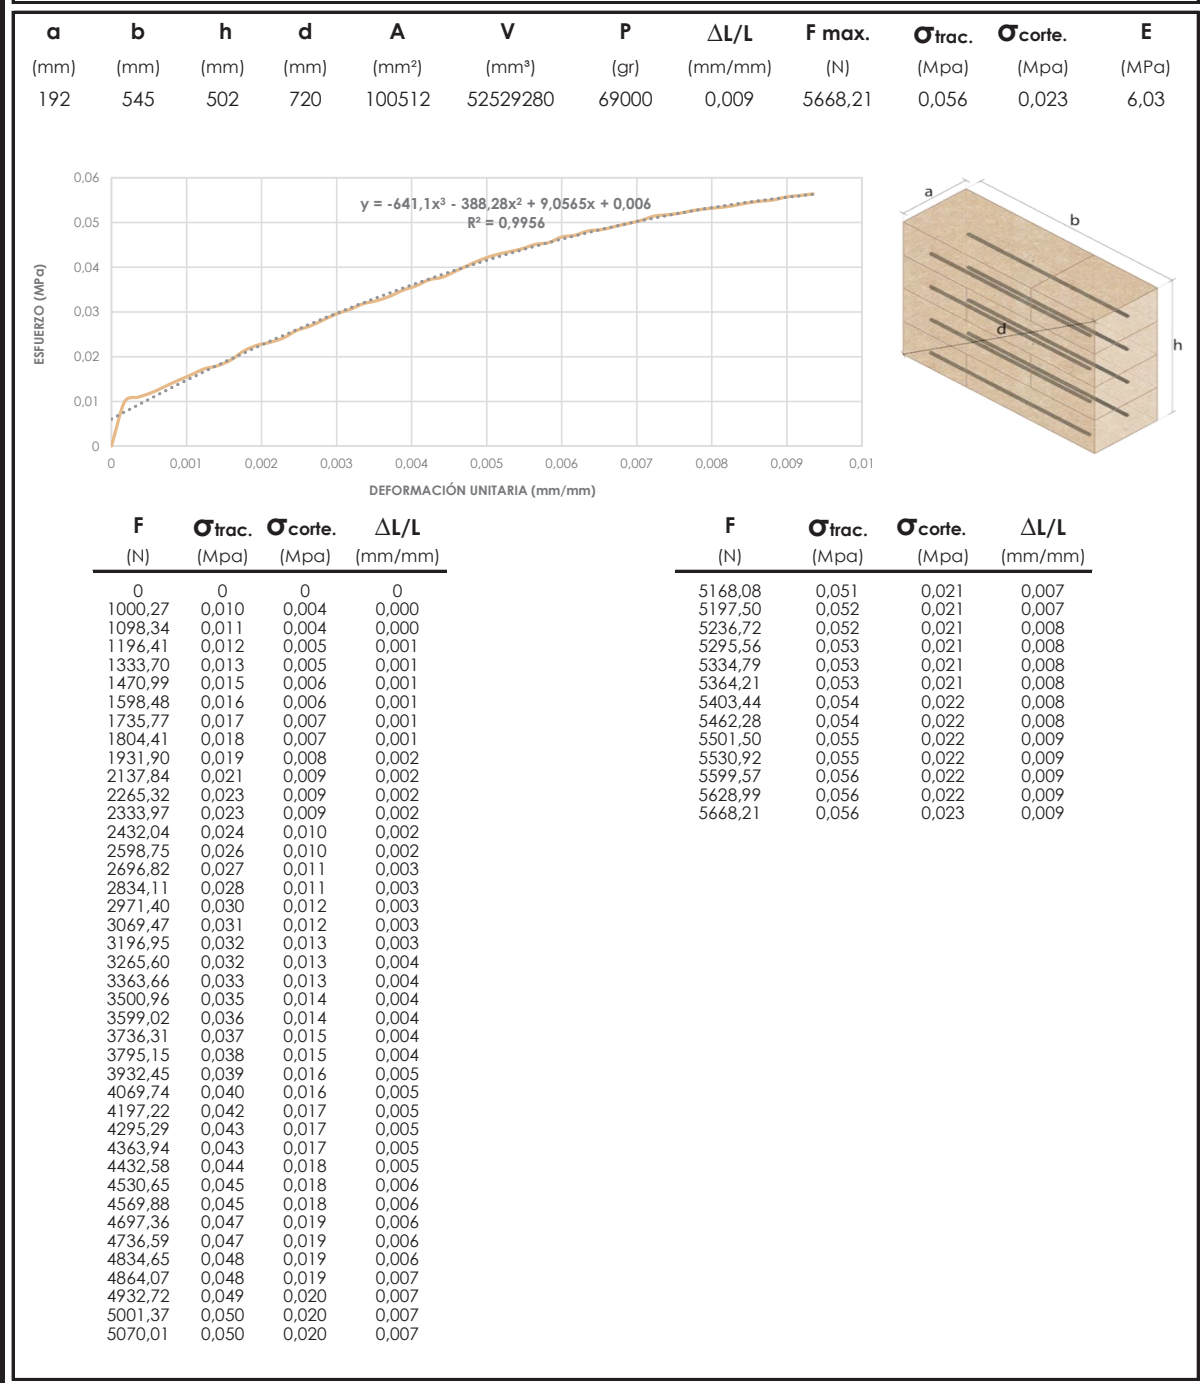 a b h d A V P ΔL/L F max. σtrac. σcorte. E
(mm) (mm) (mm) (mm) (mm²) (mm³) (gr) (mm/mm) (N) (Mpa) (Mpa) (MPa)
192 545 502 720 100512 52529280 69000 0,009 5668,21 0,056 0,023 6,03
0,06
0,05
0,04
0,03
0,02
0,01
0
ESFUERZO (MPa)
y = -641,1x³ - 388,28x² + 9,0565x + 0,006
R² = 0,9956
0 0,001 0,002 0,003 0,004 0,005 0,006 0,007 0,008 0,009 0,01
DEFORMACIÓN UNITARIA (mm/mm)
a
b
d
h
F σtrac. σcorte. ΔL/L
(N) (Mpa) (Mpa) (mm/mm)
0 0 0 0
1000,27 0,010 0,004 0,000
1098,34 0,011 0,004 0,000
1196,41 0,012 0,005 0,001
1333,70 0,013 0,005 0,001
1470,99 0,015 0,006 0,001
1598,48 0,016 0,006 0,001
1735,77 0,017 0,007 0,001
1804,41 0,018 0,007 0,001
1931,90 0,019 0,008 0,002
2137,84 0,021 0,009 0,002
2265,32 0,023 0,009 0,002
2333,97 0,023 0,009 0,002
2432,04 0,024 0,010 0,002
2598,75 0,026 0,010 0,002
2696,82 0,027 0,011 0,003
2834,11 0,028 0,011 0,003
2971,40 0,030 0,012 0,003
3069,47 0,031 0,012 0,003
3196,95 0,032 0,013 0,003
3265,60 0,032 0,013 0,004
3363,66 0,033 0,013 0,004
3500,96 0,035 0,014 0,004
3599,02 0,036 0,014 0,004
3736,31 0,037 0,015 0,004
3795,15 0,038 0,015 0,004
3932,45 0,039 0,016 0,005
4069,74 0,040 0,016 0,005
4197,22 0,042 0,017 0,005
4295,29 0,043 0,017 0,005
4363,94 0,043 0,017 0,005
4432,58 0,044 0,018 0,005
4530,65 0,045 0,018 0,006
4569,88 0,045 0,018 0,006
4697,36 0,047 0,019 0,006
4736,59 0,047 0,019 0,006
4834,65 0,048 0,019 0,006
4864,07 0,048 0,019 0,007
4932,72 0,049 0,020 0,007
5001,37 0,050 0,020 0,007
5070,01 0,050 0,020 0,007
F σtrac. σcorte. ΔL/L
(N) (Mpa) (Mpa) (mm/mm)
5168,08 0,051 0,021 0,007
5197,50 0,052 0,021 0,007
5236,72 0,052 0,021 0,008
5295,56 0,053 0,021 0,008
5334,79 0,053 0,021 0,008
5364,21 0,053 0,021 0,008
5403,44 0,054 0,022 0,008
5462,28 0,054 0,022 0,008
5501,50 0,055 0,022 0,009
5530,92 0,055 0,022 0,009
5599,57 0,056 0,022 0,009
5628,99 0,056 0,022 0,009
5668,21 0,056 0,023 0,009